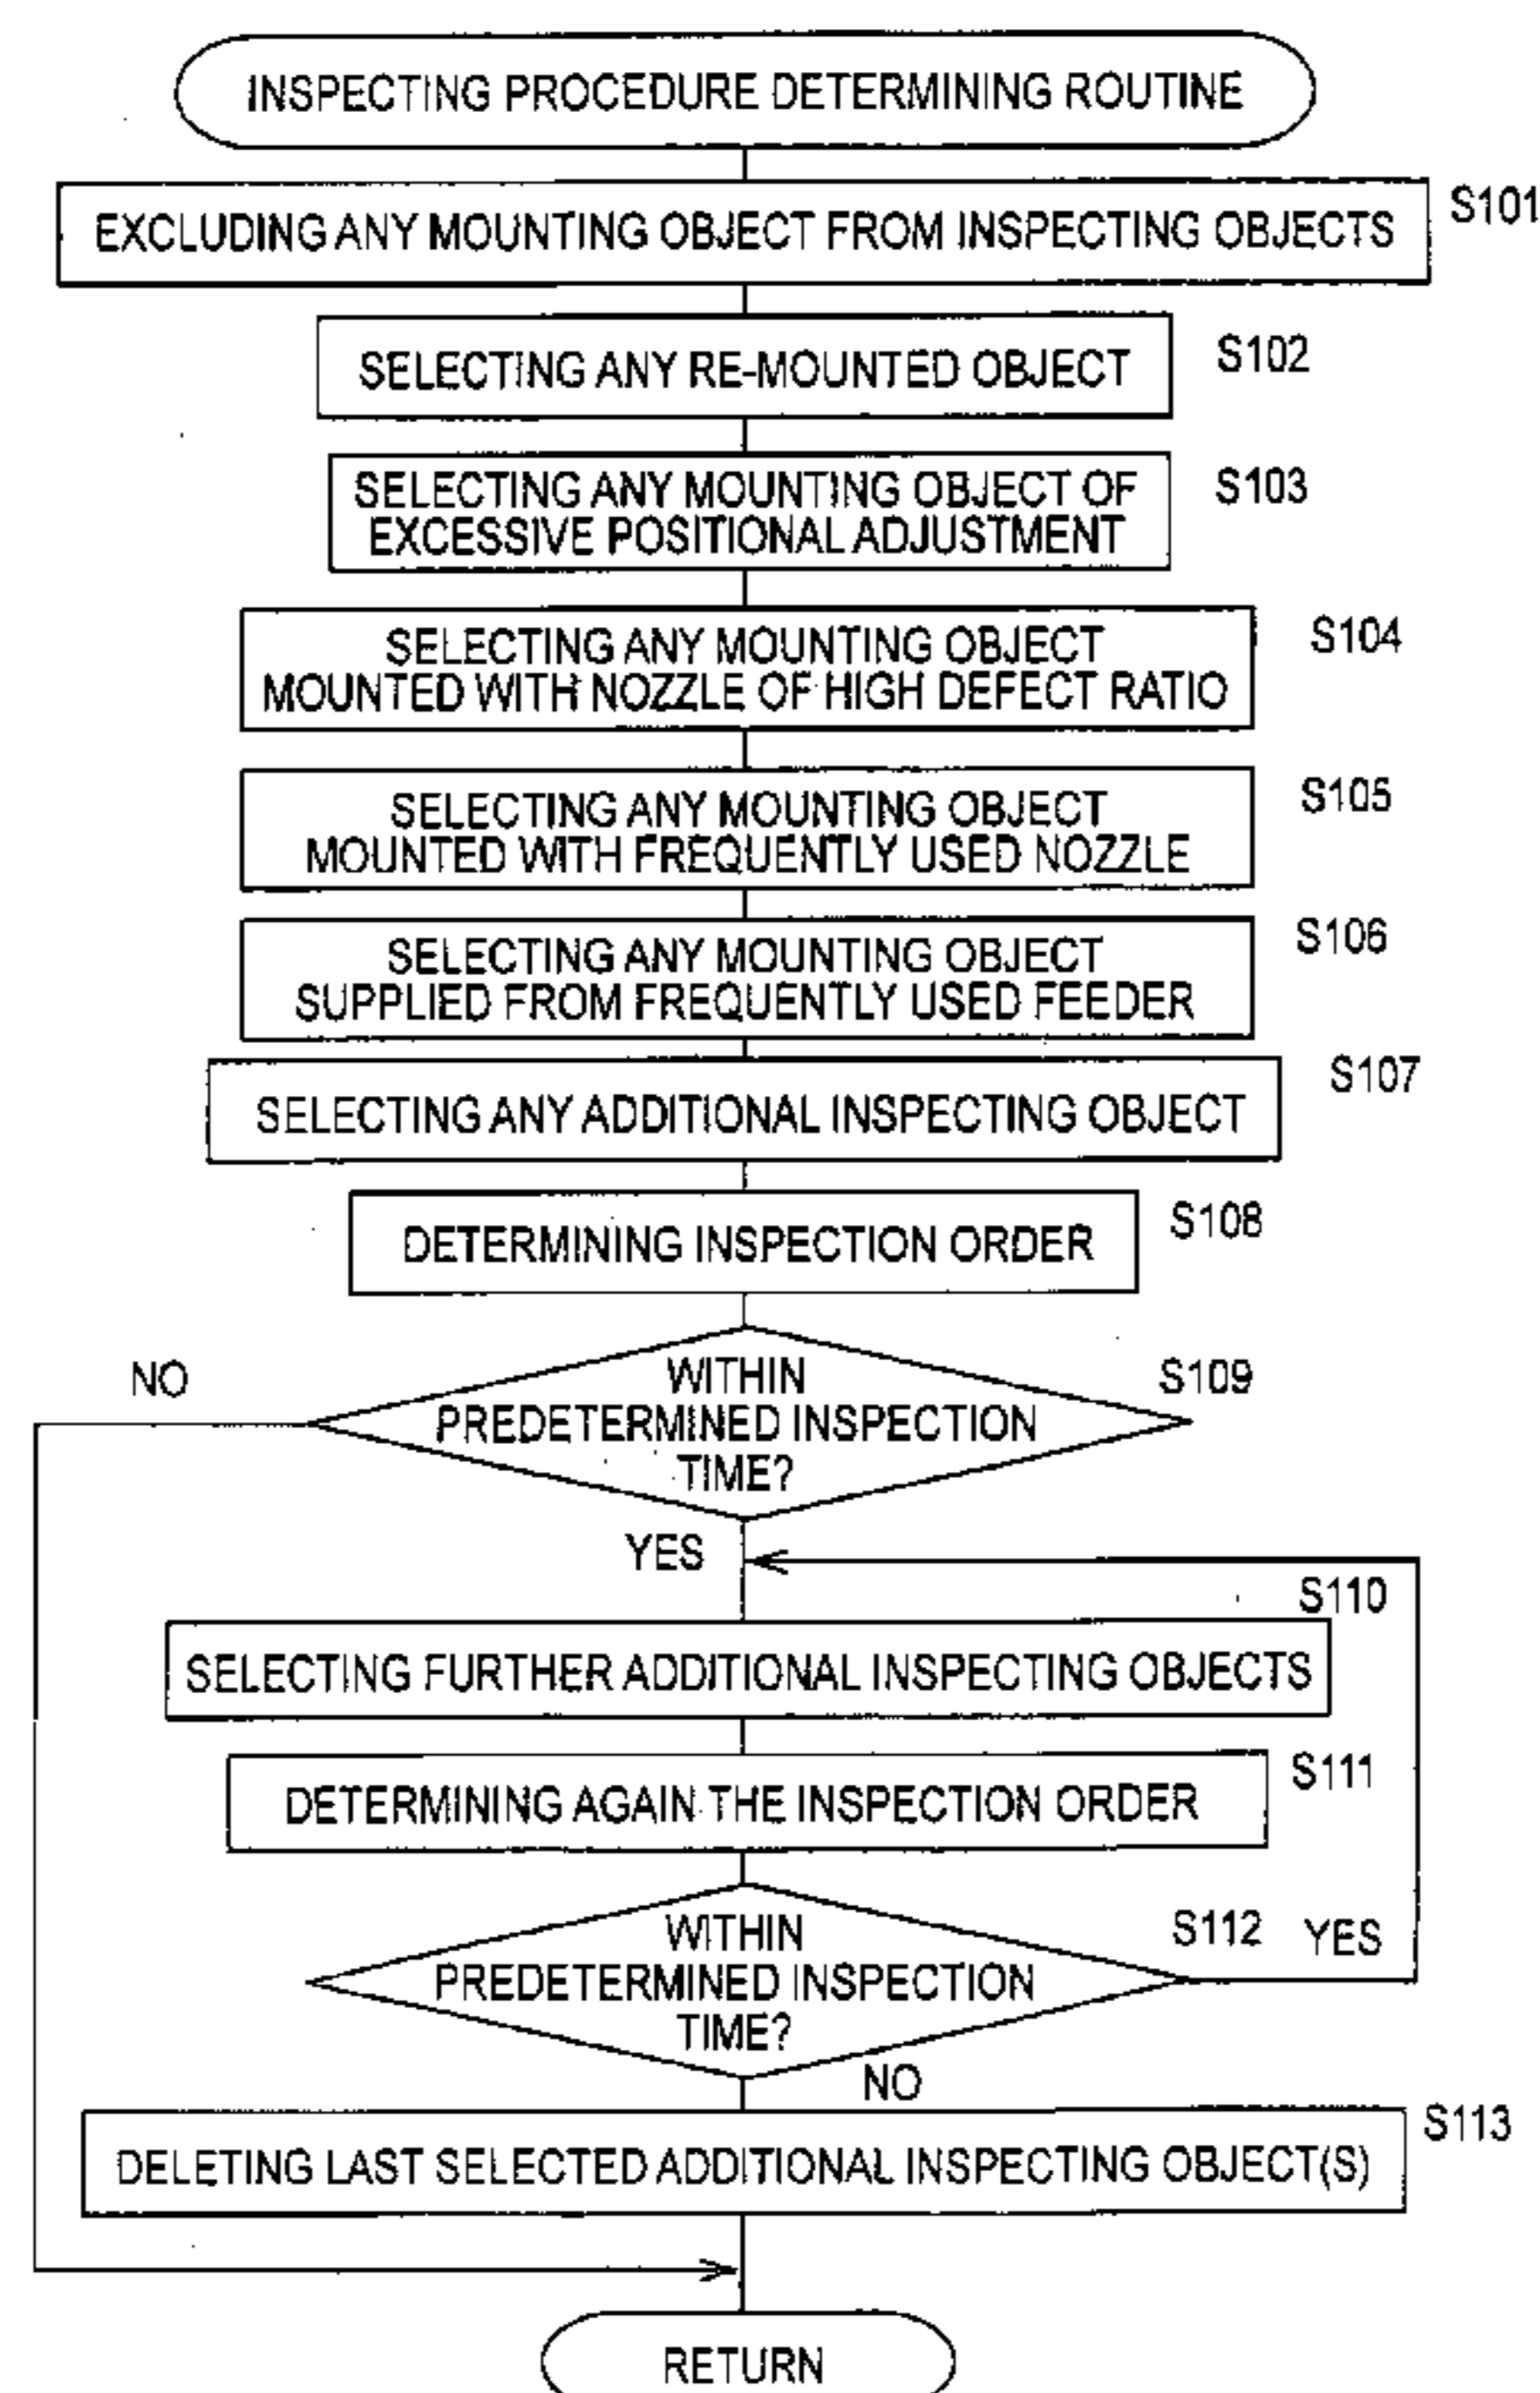 INSPECTING PROCEDURE DETERMINING ROUTINE
EXCLUDING ANY MOUNTING OBJECT FROM INSPECTING OBJECTS
S101
SELECTING ANY RE-MOUNTED OBJECT
S102
SELECTING ANY MOUNTING OBJECT OF
EXCESSIVE POSITIONAL ADJUSTMENT
S103
SELECTING ANY MOUNTING OBJECT
MOUNTED WITH NOZZLE OF HIGH DEFECT RATIO
S104
SELECTING ANY MOUNTING OBJECT
MOUNTED WITH FREQUENTLY USED NOZZLE
S105
SELECTING ANY MOUNTING OBJECT
SUPPLIED FROM FREQUENTLY USED FEEDER
S106
SELECTING ANY ADDITIONAL INSPECTING OBJECT
S107
DETERMINING INSPECTION ORDER
S108
NO
WITHIN
PREDETERMINED INSPECTION
TIME?
S109
YES
S110
SELECTING FURTHER ADDITIONAL INSPECTING OBJECTS
DETERMINING AGAIN THE INSPECTION ORDER
S111
WITHIN
PREDETERMINED INSPECTION
TIME?
S112
YES
NO
DELETING LAST SELECTED ADDITIONAL INSPECTING OBJECT(S)
S113
RETURN